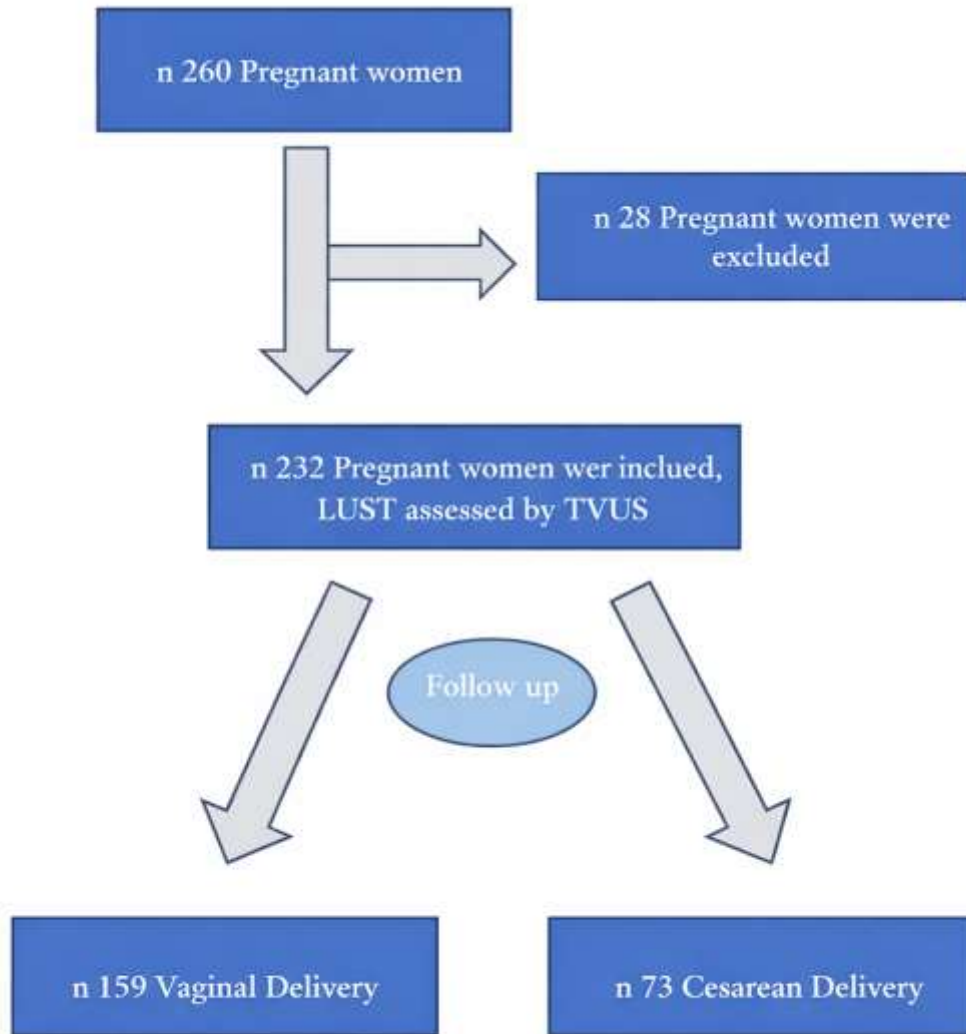 n 260 Pregnant women
n 28 Pregnant women were
excluded
n 232 Pregnant women wer inclued,
LUST assessed by TVUS
Follow up
n 159 Vaginal Delivery
n 73 Cesarean Delivery